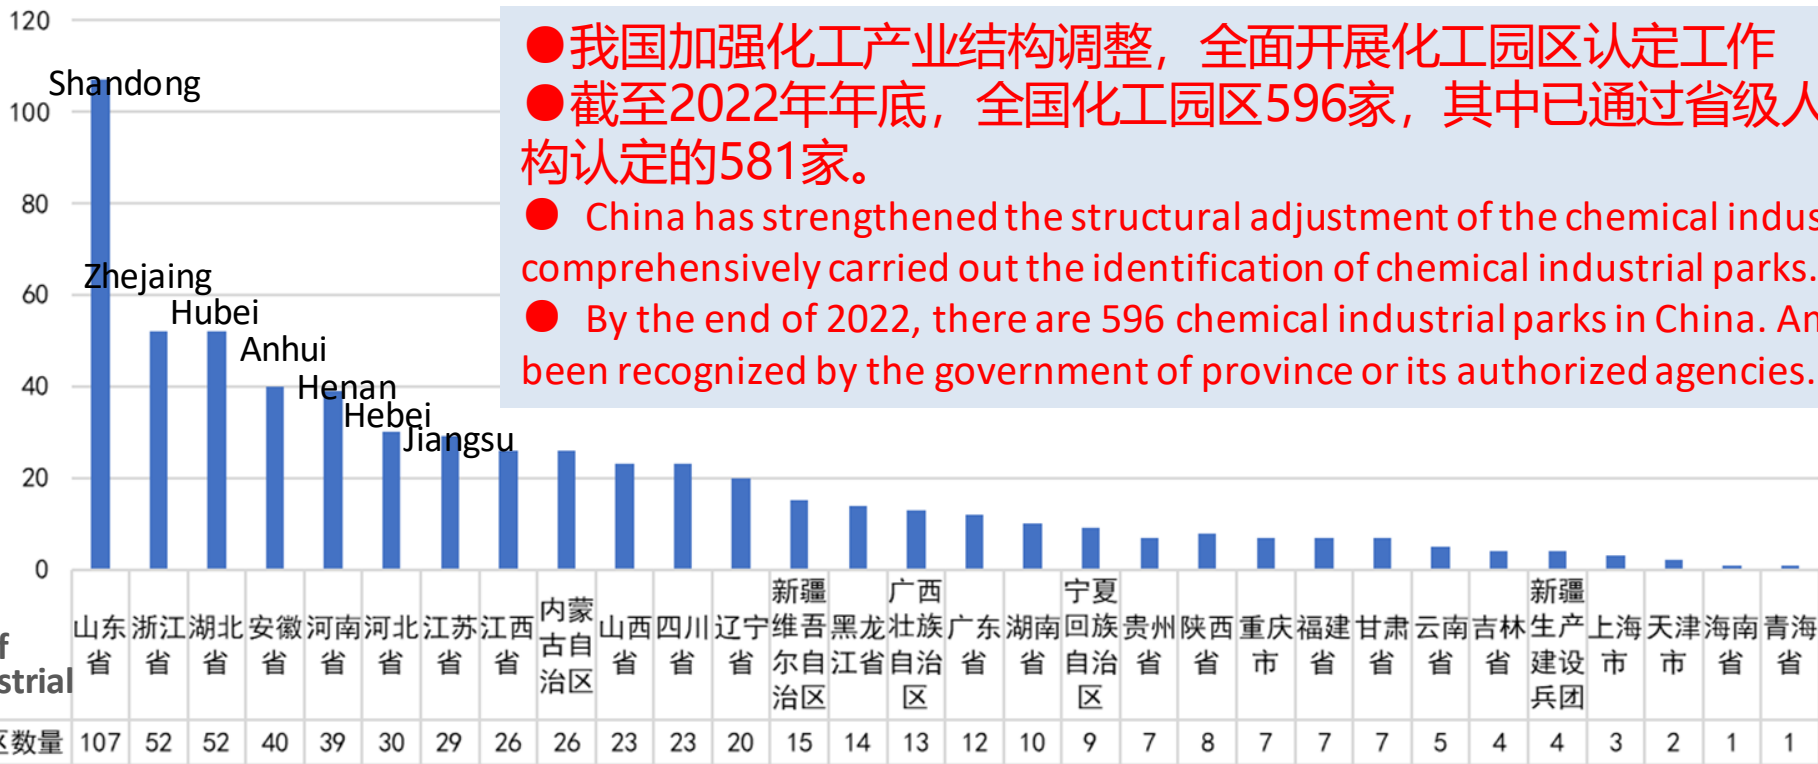 120
100
80
60
40
20
0
Shandong
Zhejaing
Hubei
Anhui
Henan
Hebei
Jiangsu
●我国加强化工产业结构调整，全面开展化工园区认定工作
●截至2022年年底，全国化工园区596家，其中已通过省级人
构认定的581家。
● China has strengthened the structural adjustment of the chemical indus
comprehensively carried out the identification of chemical industrial parks.
● By the end of 2022, there are 596 chemical industrial parks in China. An
been recognized by the government of province or its authorized agencies.
f
strial
山东省 浙江省 湖北省 安徽省 河南省 河北省 江苏省 江西省 内蒙古自治区 山西省 四川省 辽宁省 新疆维吾尔自治区 黑龙江省 广西壮族自治区 广东省 湖南省 宁夏回族自治区 贵州省 陕西省 重庆市 福建省 甘肃省 云南省 吉林省 新疆生产建设兵团 上海市 天津市 海南省 青海省
区数量 107 52 52 40 39 30 29 26 26 23 23 20 15 14 13 12 10 9 7 8 7 7 7 5 4 4 3 2 1 1